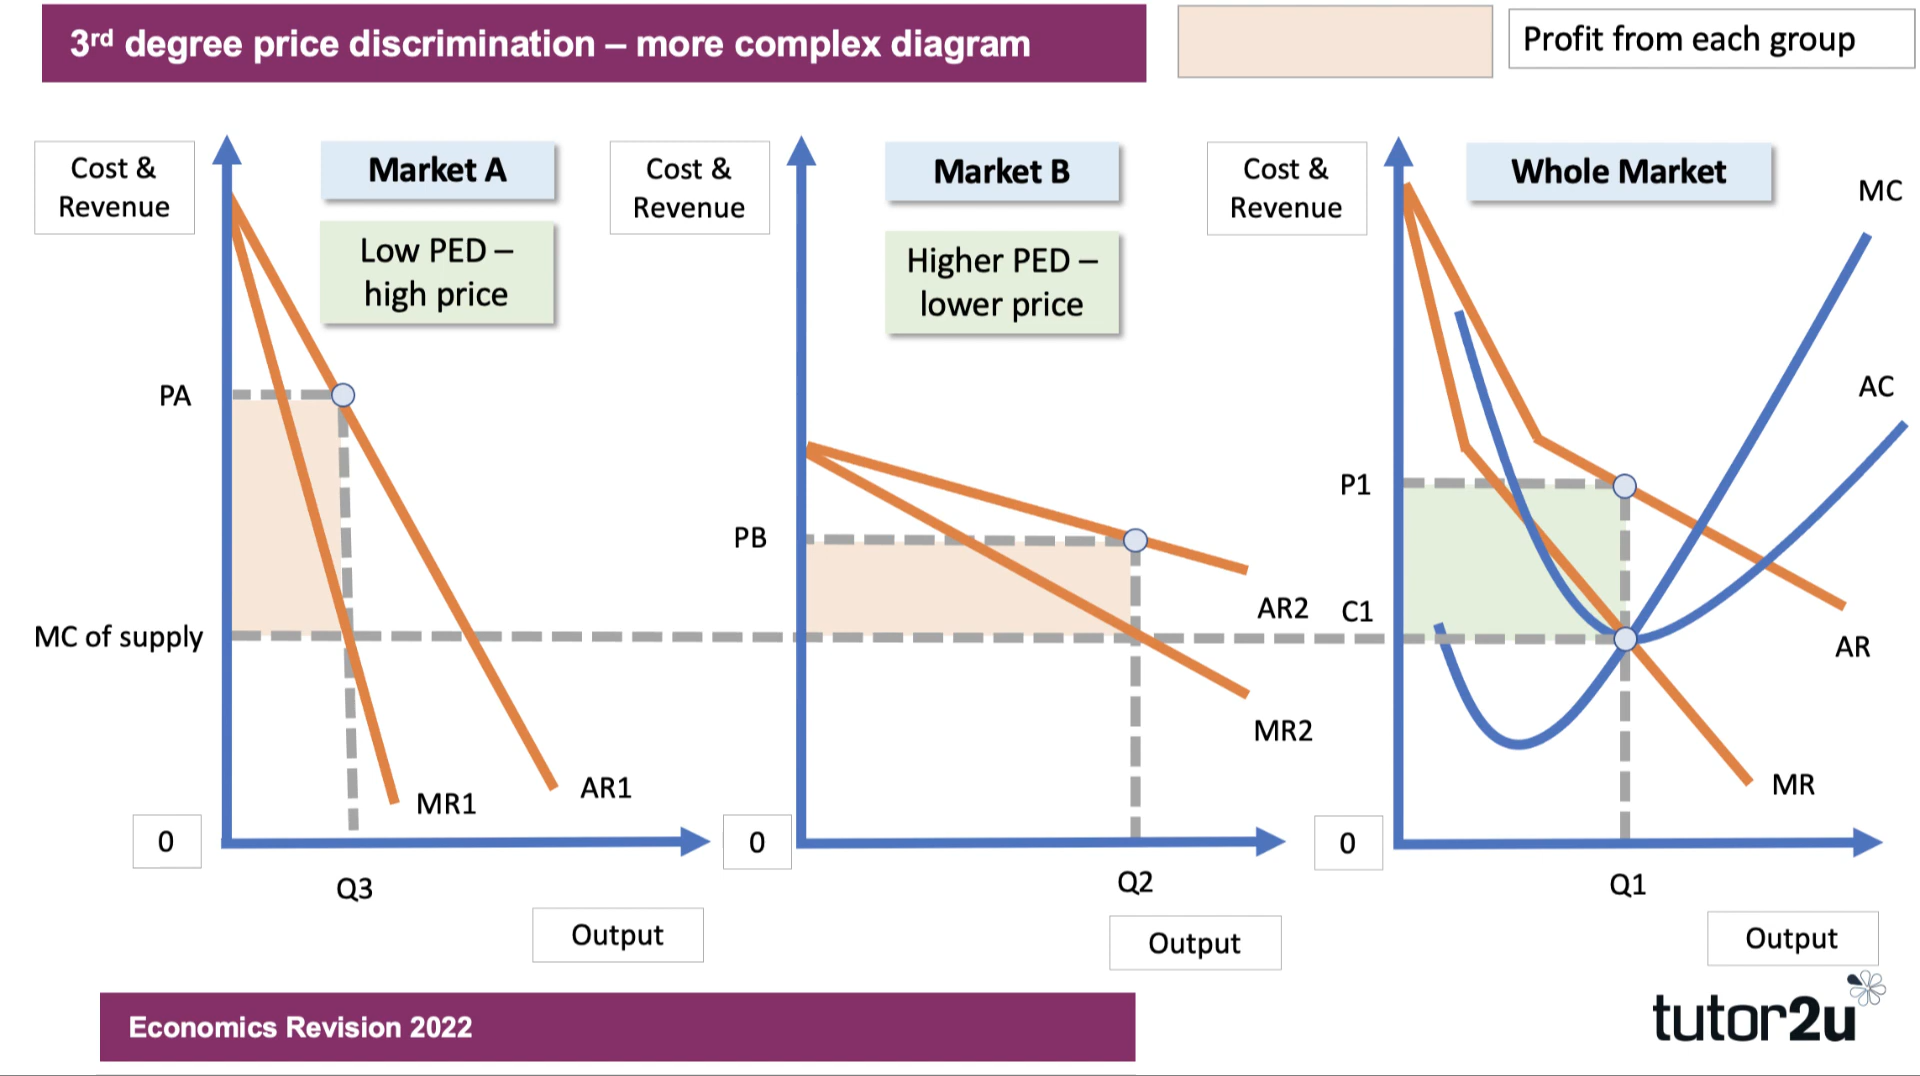 3rd degree price discrimination – more complex diagram
Profit from each group
Cost &
Revenue
Market A
Low PED –
high price
PA
MC of supply
MR1
AR1
0
Q3
Output
Cost &
Revenue
Market B
Higher PED –
lower price
PB
AR2
MR2
0
Q2
Output
Cost &
Revenue
Whole Market
MC
AC
P1
C1
AR
MR
0
Q1
Output
Economics Revision 2022
tutor2u